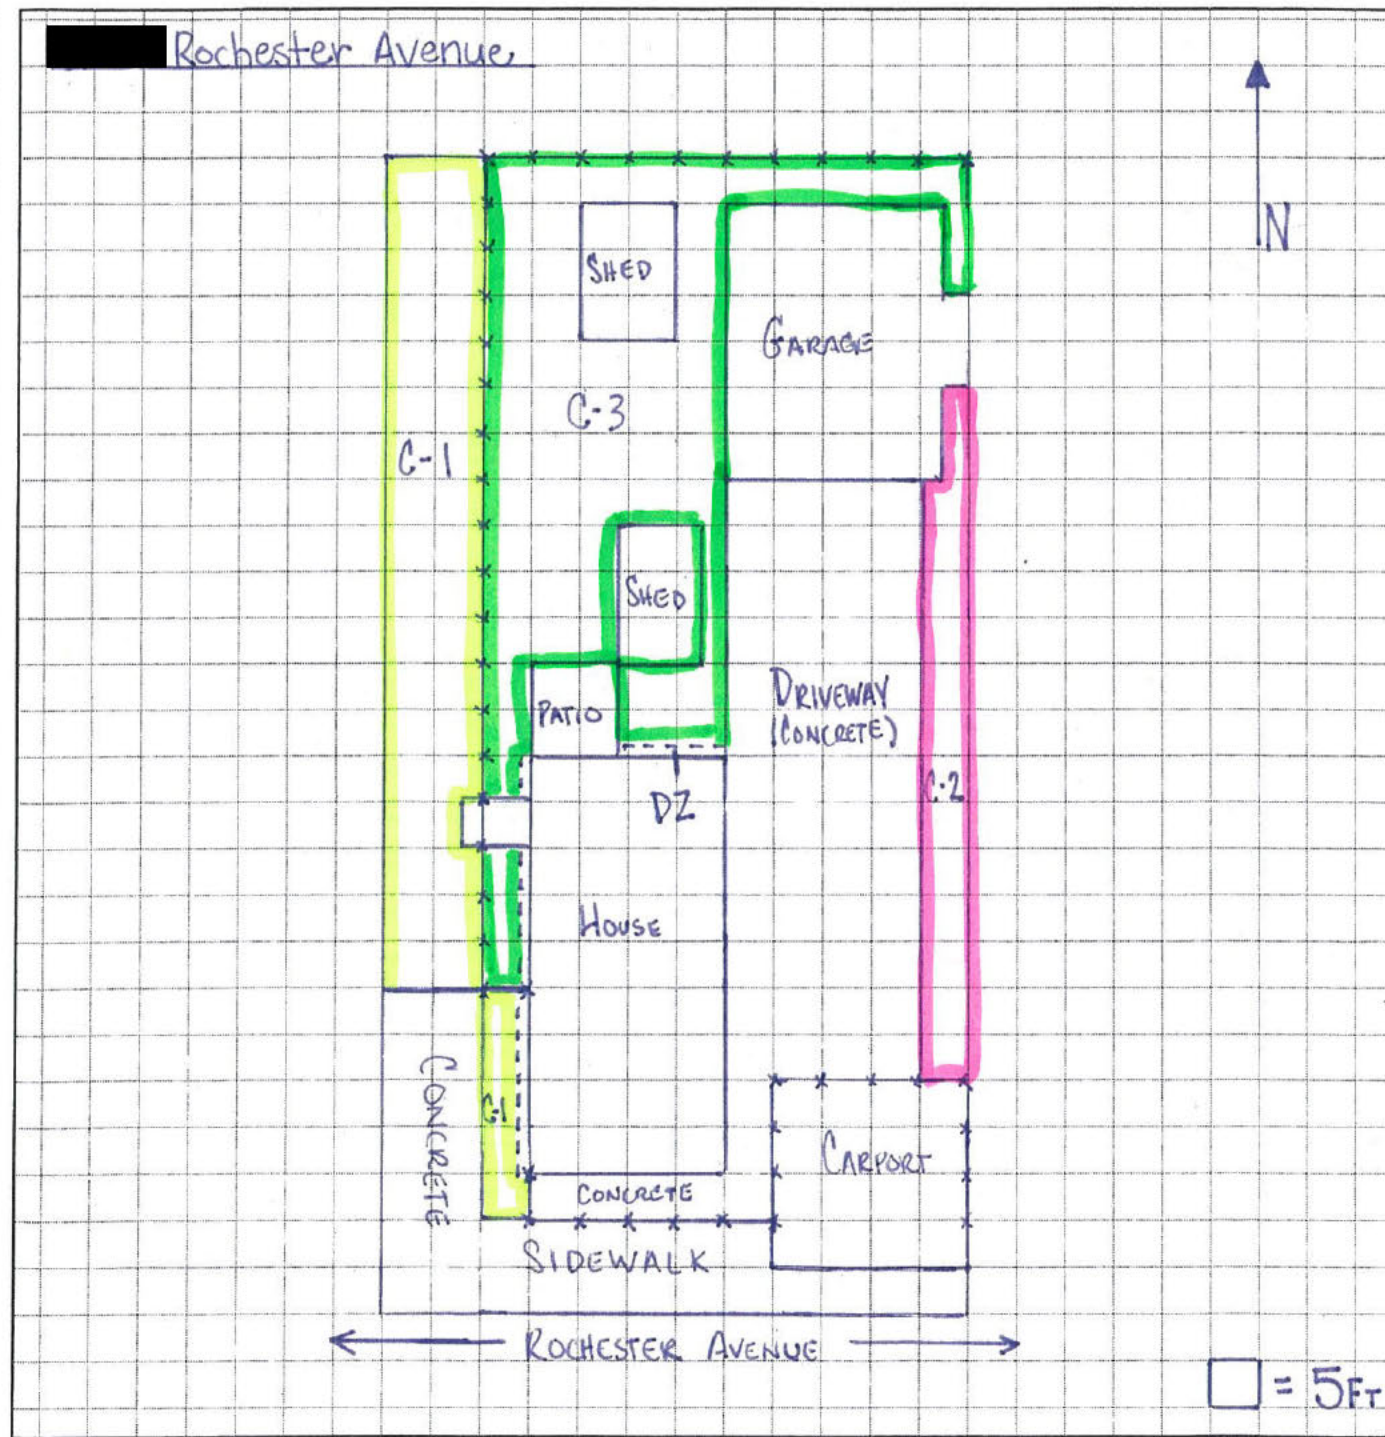 Rochester Avenue
N
SHED
GARAGE
C-3
C-1
SHED
PATIO
DRIVEWAY
(CONCRETE)
C-2
DZ
HOUSE
CONCRETE
C-1
CARPORT
CONCRETE
SIDEWALK
ROCHESTER AVENUE
= 5FT